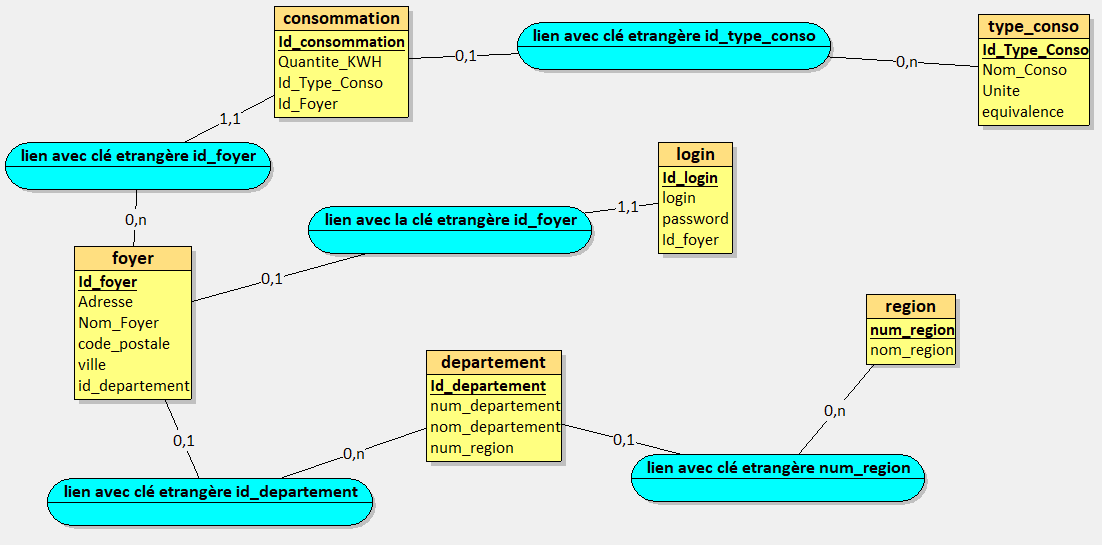 consommation
Id_consommation
Quantite_KWH
Id_Type_Conso
Id_Foyer
0,1
lien avec clé etrangère id_type_conso
0,n
type_conso
Id_Type_Conso
Nom_Conso
Unite
equivalence
1,1
lien avec clé etrangère id_foyer
0,n
login
Id_login
login
password
Id_foyer
1,1
lien avec la clé etrangère id_foyer
0,1
foyer
Id_foyer
Adresse
Nom_Foyer
code_postale
ville
id_departement
region
num_region
nom_region
0,n
departement
Id_departement
num_departement
nom_departement
num_region
0,1
0,1
0,n
lien avec clé etrangère num_region
lien avec clé etrangère id_departement